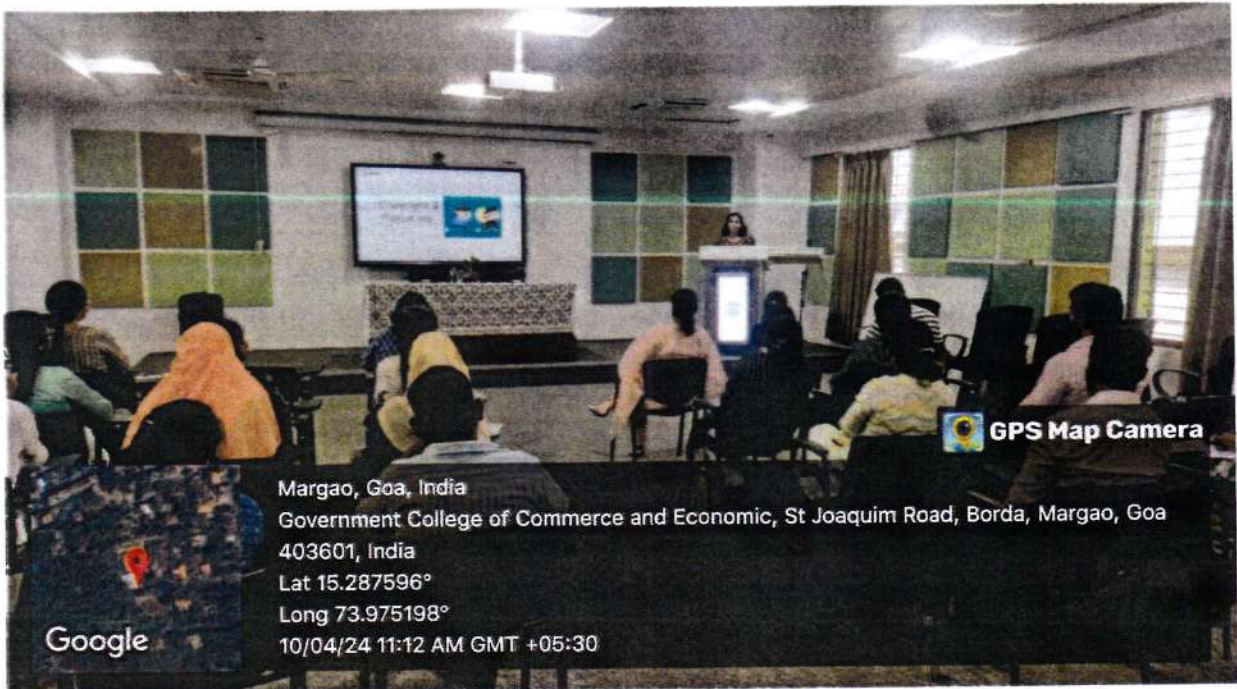 GPS Map Camera
Margao, Goa, India
Government College of Commerce and Economic, St Joaquim Road, Borda, Margao, Goa
403601, India
Lat 15.287596°
Long 73.975198°
10/04/24 11:12 AM GMT +05:30
Google